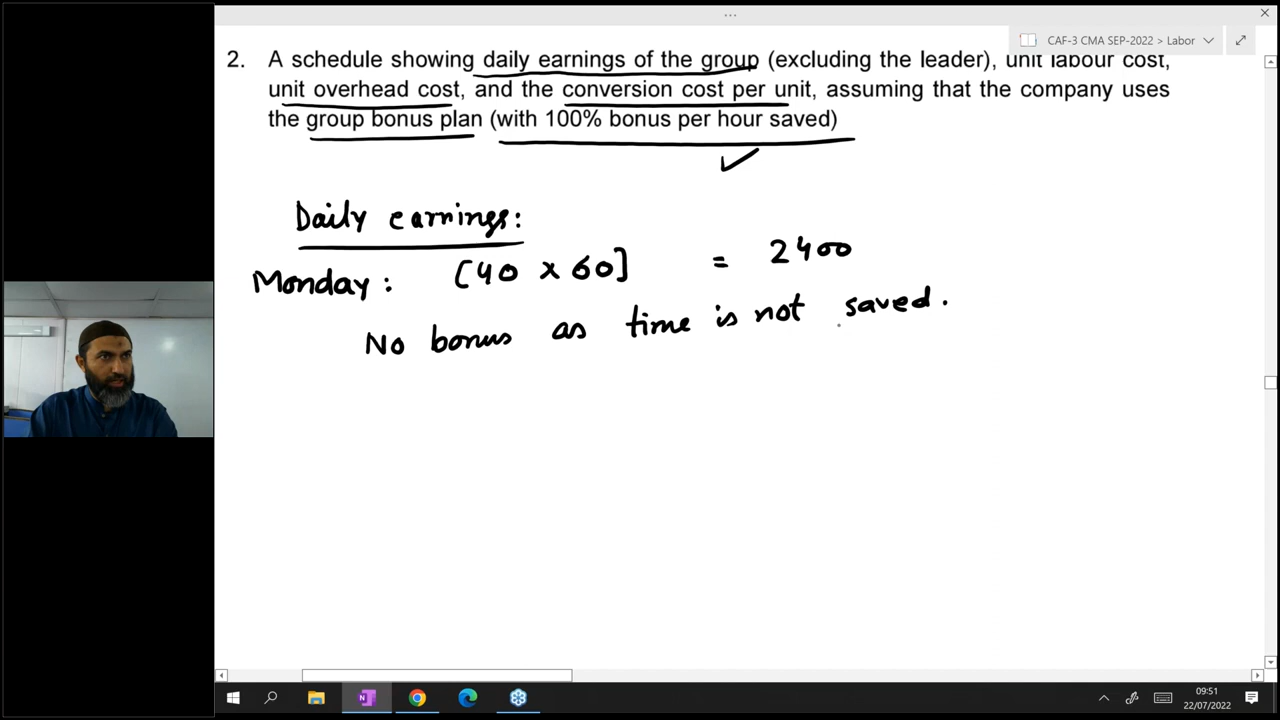 CAF-3 CMA SEP-2022 > Labor
2. A schedule showing daily earnings of the group (excluding the leader), unit labour cost,
unit overhead cost, and the conversion cost per unit, assuming that the company uses
the group bonus plan (with 100% bonus per hour saved)
Daily earnings:
Monday: [40 x 60] = 2400
No bonus as time is not saved.
09:51
22/07/2022